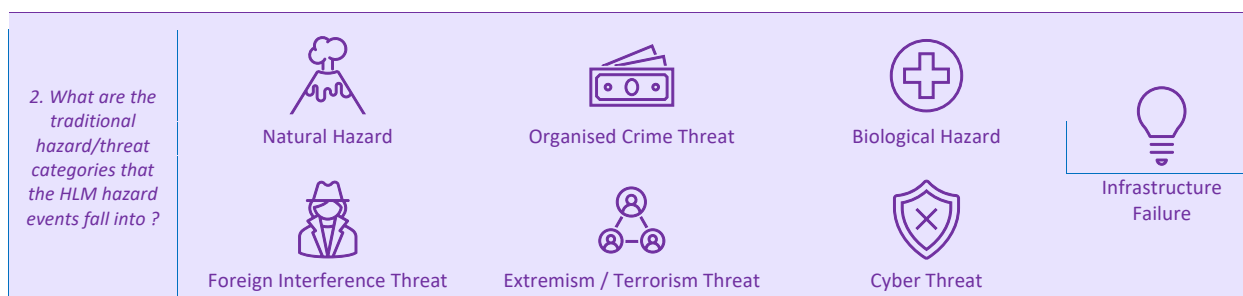 2. What are the
traditional
hazard/threat
categories that
the HLM hazard
events fall into ?
Natural Hazard
Organised Crime Threat
Biological Hazard
Infrastructure
Failure
Foreign Interference Threat
Extremism / Terrorism Threat
Cyber Threat